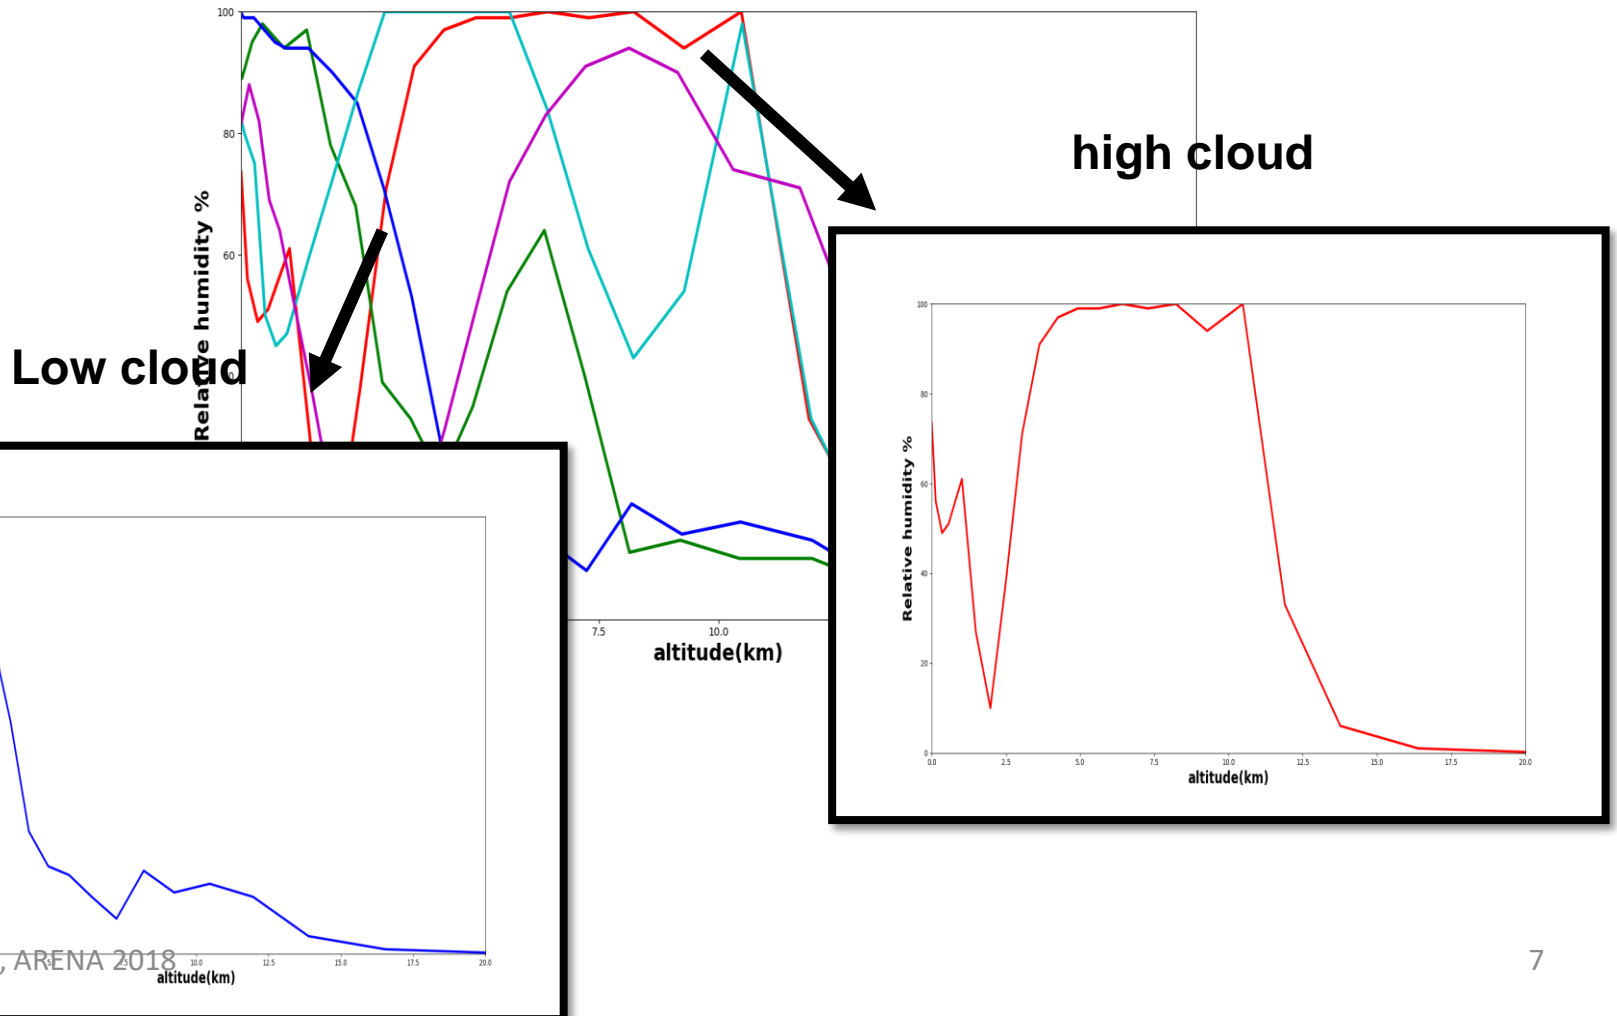 100
80
60
Relative humidity %
7.5
10.0
altitude(km)
high cloud
Low cloud
100
80
60
40
20
0
Relative humidity %
0.0 2.5 5.0 7.5 10.0 12.5 15.0 17.5 20.0
altitude(km)
10.0 12.5 15.0 17.5 20.0
altitude(km)
, ARENA 2018
7